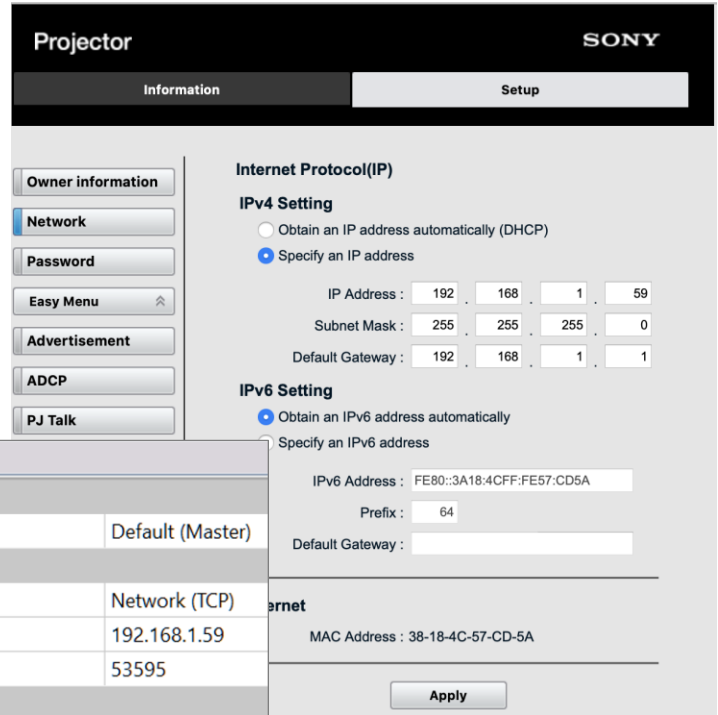 Projector SONY
Information Setup
Owner information
Network
Password
Easy Menu
Advertisement
ADCP
PJ Talk
Internet Protocol(IP)
IPv4 Setting
Obtain an IP address automatically (DHCP)
Specify an IP address
IP Address : 192 . 168 . 1 . 59
Subnet Mask : 255 . 255 . 255 . 0
Default Gateway : 192 . 168 . 1 . 1
IPv6 Setting
Obtain an IPv6 address automatically
Specify an IPv6 address
IPv6 Address : FE80::3A18:4CFF:FE57:CD5A
Prefix : 64
Default Gateway :
ernet
MAC Address : 38-18-4C-57-CD-5A
Apply
Default (Master)
Network (TCP)
192.168.1.59
53595